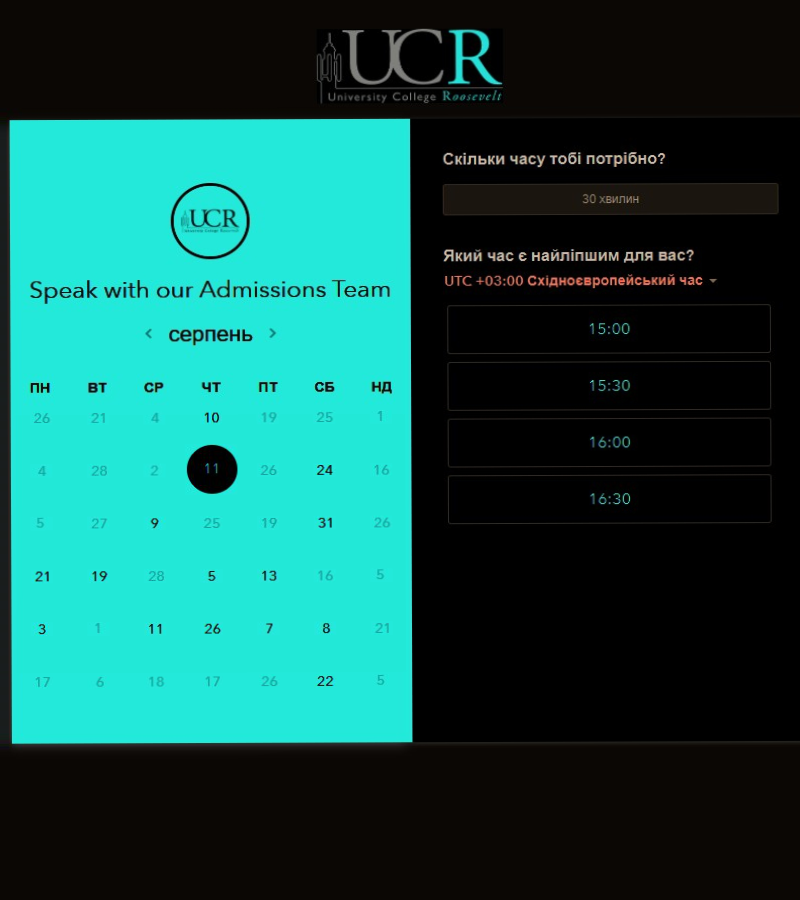 UCR
University College Roosevelt
UCR
University College Roosevelt
Speak with our Admissions Team
серпень
ПН ВТ СР ЧТ ПТ СБ НД
26 21 4 10 19 25 1
4 28 2 11 26 24 16
5 27 9 25 19 31 26
21 19 28 5 13 16 5
3 1 11 26 7 8 21
17 6 18 17 26 22 5
Скільки часу тобі потрібно?
30 хвилин
Який час є найліпшим для вас?
UTC +03:00 Східноєвропейський час
15:00
15:30
16:00
16:30